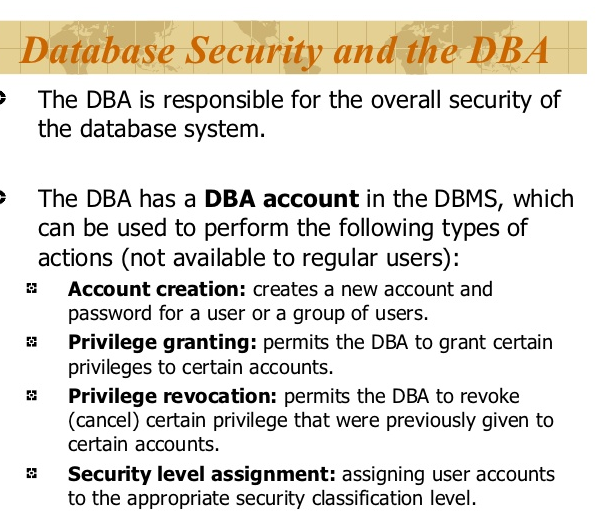 Database Security and the DBA
The DBA is responsible for the overall security of
the database system.
The DBA has a DBA account in the DBMS, which
can be used to perform the following types of
actions (not available to regular users):
Account creation: creates a new account and
password for a user or a group of users.
Privilege granting: permits the DBA to grant certain
privileges to certain accounts.
Privilege revocation: permits the DBA to revoke
(cancel) certain privilege that were previously given to
certain accounts.
Security level assignment: assigning user accounts
to the appropriate security classification level.